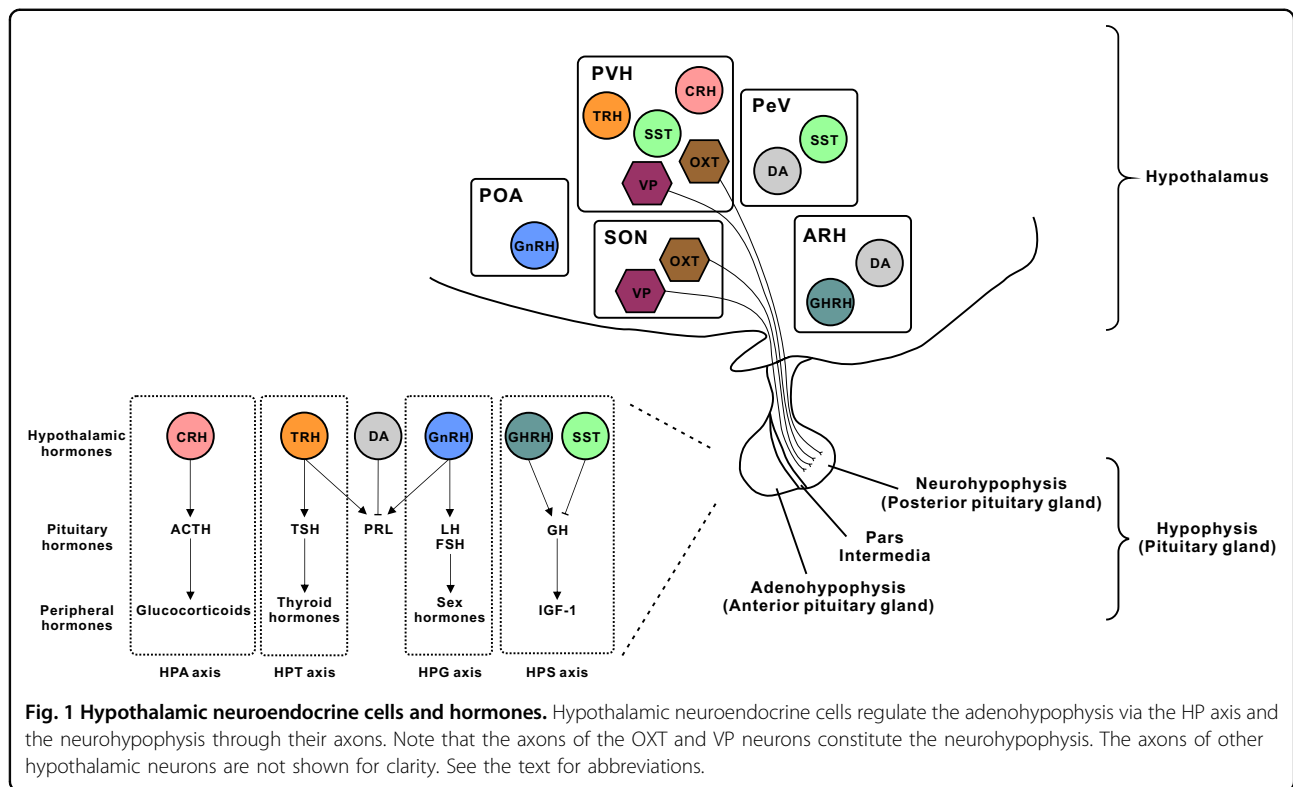 PVH
CRH
TRH
SST
OXT
VP
PeV
SST
DA
POA
GnRH
SON
OXT
VP
ARH
DA
GHRH
Hypothalamus
Hypothalamic
hormones
CRH
TRH
DA
GnRH
GHRH
SST
Pituitary
hormones
ACTH
TSH
PRL
LH
FSH
GH
Peripheral
hormones
Glucocorticoids
Thyroid
hormones
Sex
hormones
IGF-1
HPA axis
HPT axis
HPG axis
HPS axis
Neurohypophysis
(Posterior pituitary gland)
Pars
Intermedia
Adenohypophysis
(Anterior pituitary gland)
Hypophysis
(Pituitary gland)
Fig. 1 Hypothalamic neuroendocrine cells and hormones. Hypothalamic neuroendocrine cells regulate the adenohypophysis via the HP axis and
the neurohypophysis through their axons. Note that the axons of the OXT and VP neurons constitute the neurohypophysis. The axons of other
hypothalamic neurons are not shown for clarity. See the text for abbreviations.